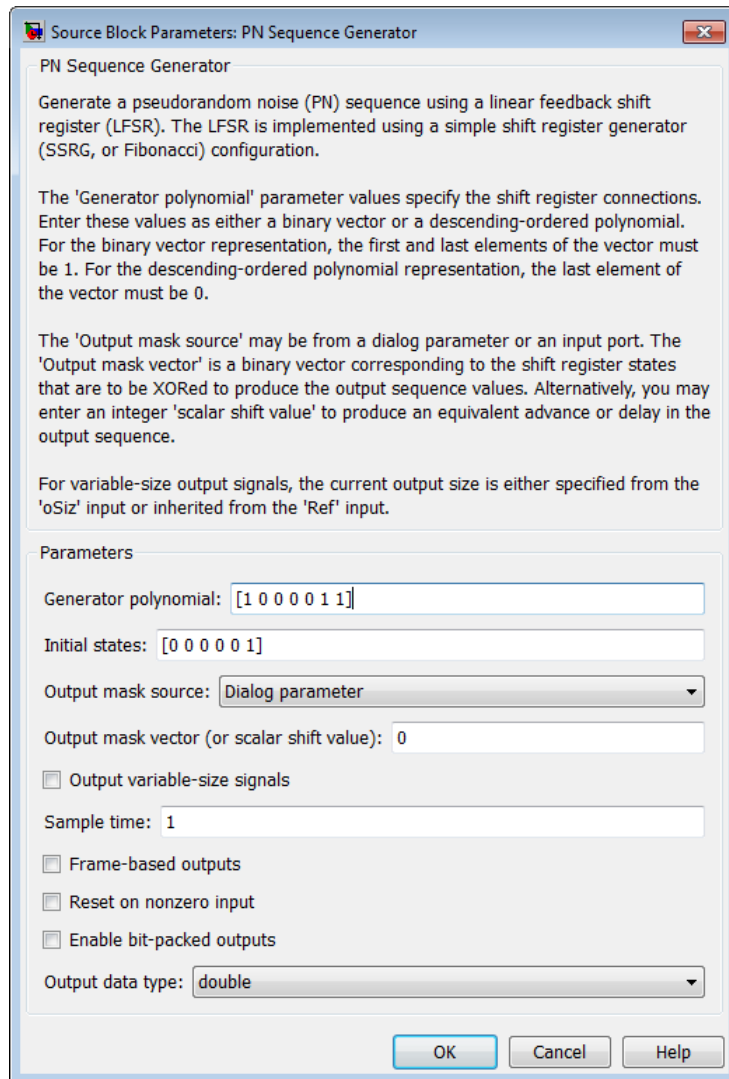 Source Block Parameters: PN Sequence Generator
PN Sequence Generator
Generate a pseudorandom noise (PN) sequence using a linear feedback shift
register (LFSR). The LFSR is implemented using a simple shift register generator
(SSRG, or Fibonacci) configuration.
The 'Generator polynomial' parameter values specify the shift register connections.
Enter these values as either a binary vector or a descending-ordered polynomial.
For the binary vector representation, the first and last elements of the vector must
be 1. For the descending-ordered polynomial representation, the last element of
the vector must be 0.
The 'Output mask source' may be from a dialog parameter or an input port. The
'Output mask vector' is a binary vector corresponding to the shift register states
that are to be XORed to produce the output sequence values. Alternatively, you may
enter an integer 'scalar shift value' to produce an equivalent advance or delay in the
output sequence.
For variable-size output signals, the current output size is either specified from the
'oSiz' input or inherited from the 'Ref' input.
Parameters
Generator polynomial: [1 0 0 0 0 1 1]
Initial states: [0 0 0 0 0 1]
Output mask source: Dialog parameter
Output mask vector (or scalar shift value): 0
Output variable-size signals
Sample time: 1
Frame-based outputs
Reset on nonzero input
Enable bit-packed outputs
Output data type: double
OK Cancel Help